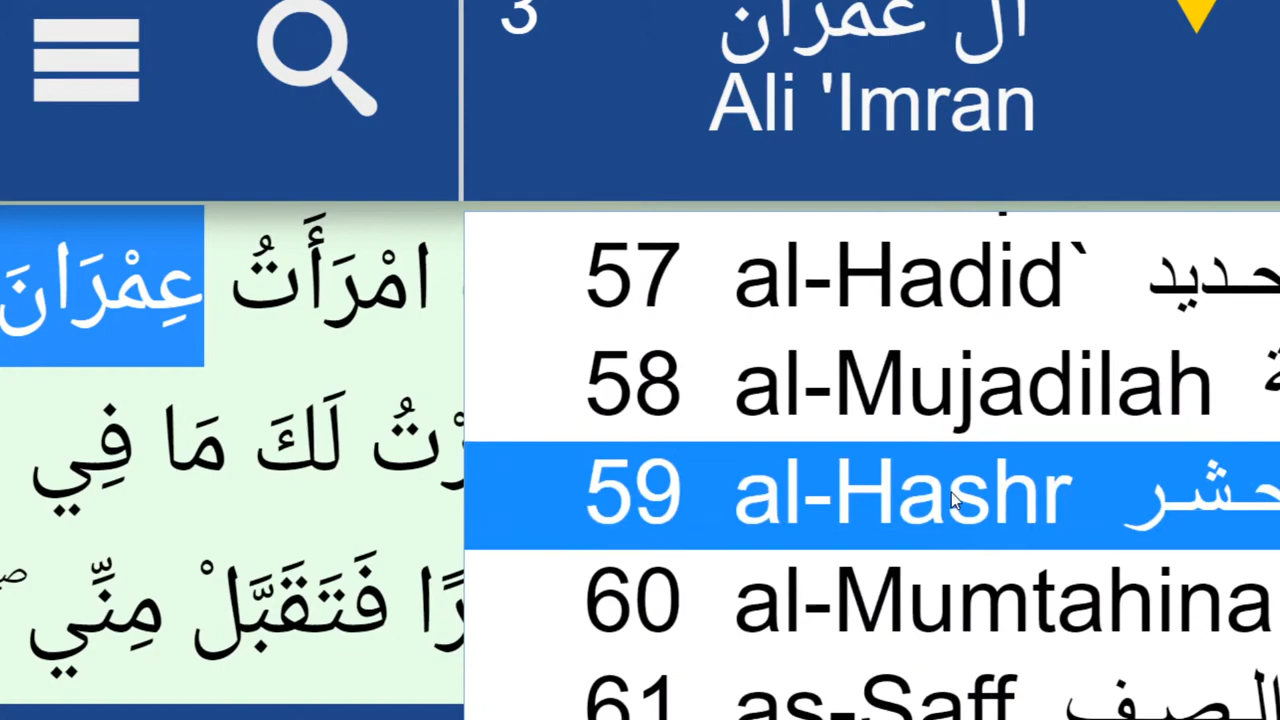 3 آل عمران
Ali 'Imran
امْرَأَتُ عِمْرَانَ
لَكَ مَا فِي
فَتَقَبَّلْ مِنِّي ۖ
57 al-Hadid`
58 al-Mujadilah
59 al-Hashr
60 al-Mumtahina
61 as-Saff الصف